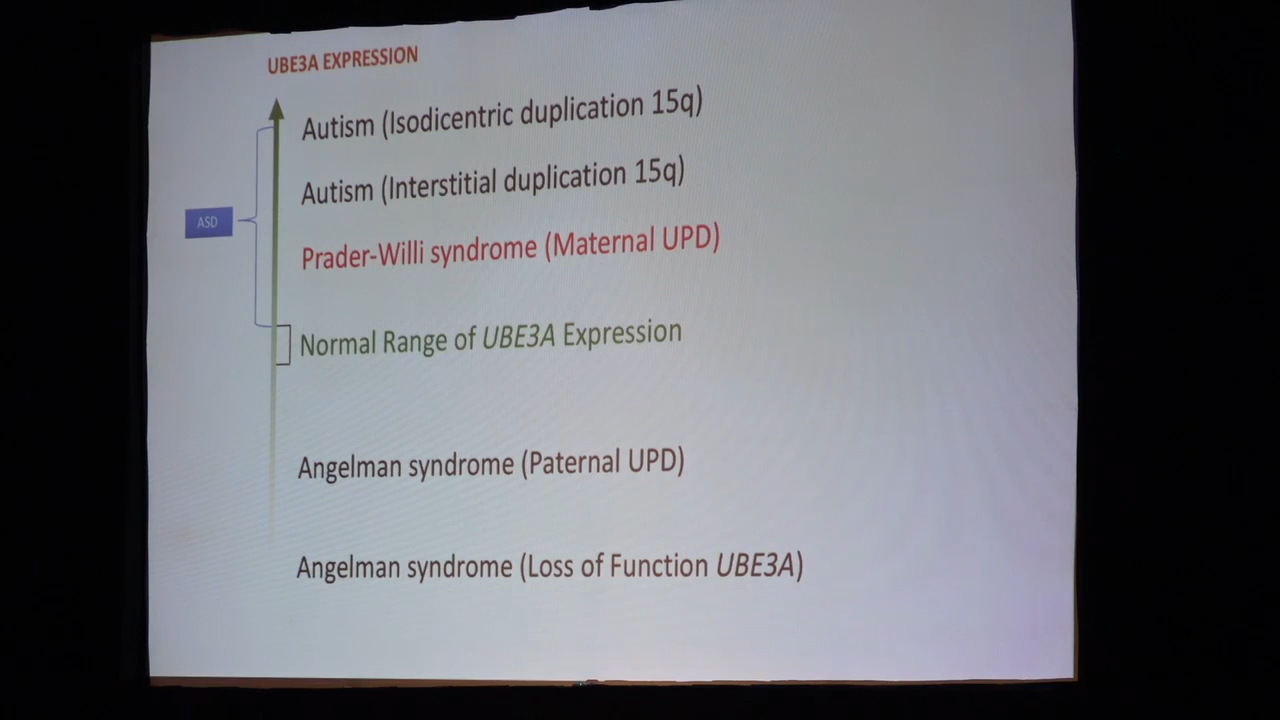 UBE3A EXPRESSION
Autism (Isodicentric duplication 15q)
Autism (Interstitial duplication 15q)
ASD
Prader-Willi syndrome (Maternal UPD)
Normal Range of UBE3A Expression
Angelman syndrome (Paternal UPD)
Angelman syndrome (Loss of Function UBE3A)